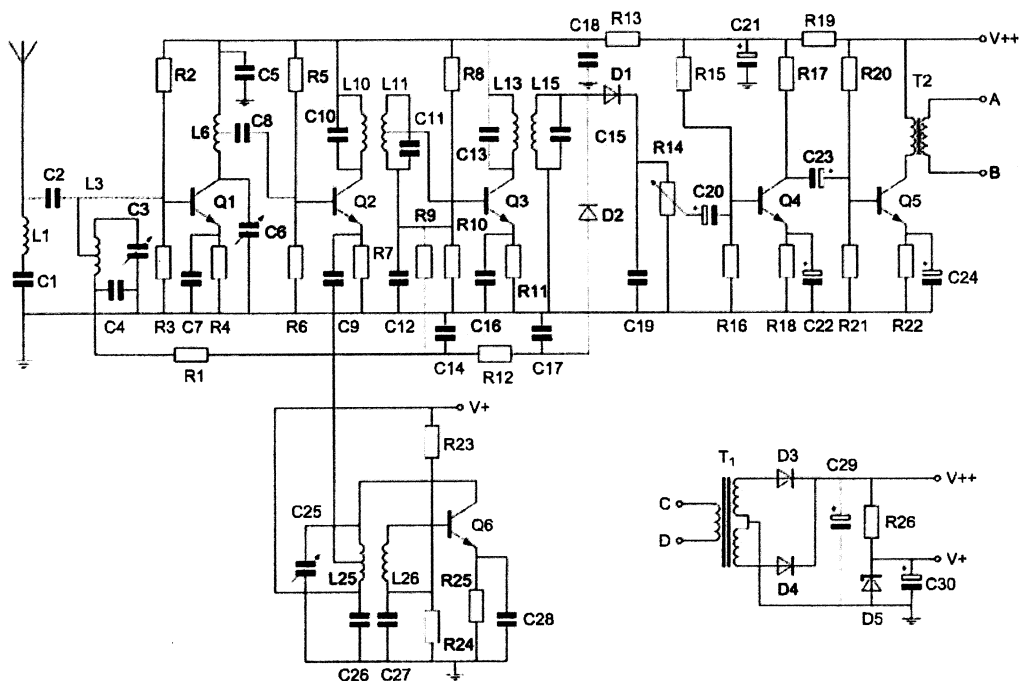 C18 R13 C21 R19
V++
R2 C5 R5 L10 L11 R8 L13 L15 D1 R15 R17 R20 T2
A
L6 C8 C10 C11 C13 C15 R14 C23
C2 L3 Q1 Q2 Q3 C20 Q4 Q5 B
C3 C6 R9 R10 D2
L1 R7
C1 R11 C24
C4 R3 C7 R4 R6 C9 C12 C16 C19 R16 R18 C22 R21 R22
R1 C14 R12 C17
V+
R23
T1 D3 C29 V++
C25 Q6 C R26
D V+
L25 L26 R25 D4 C30
C28 D5
R24
C26 C27